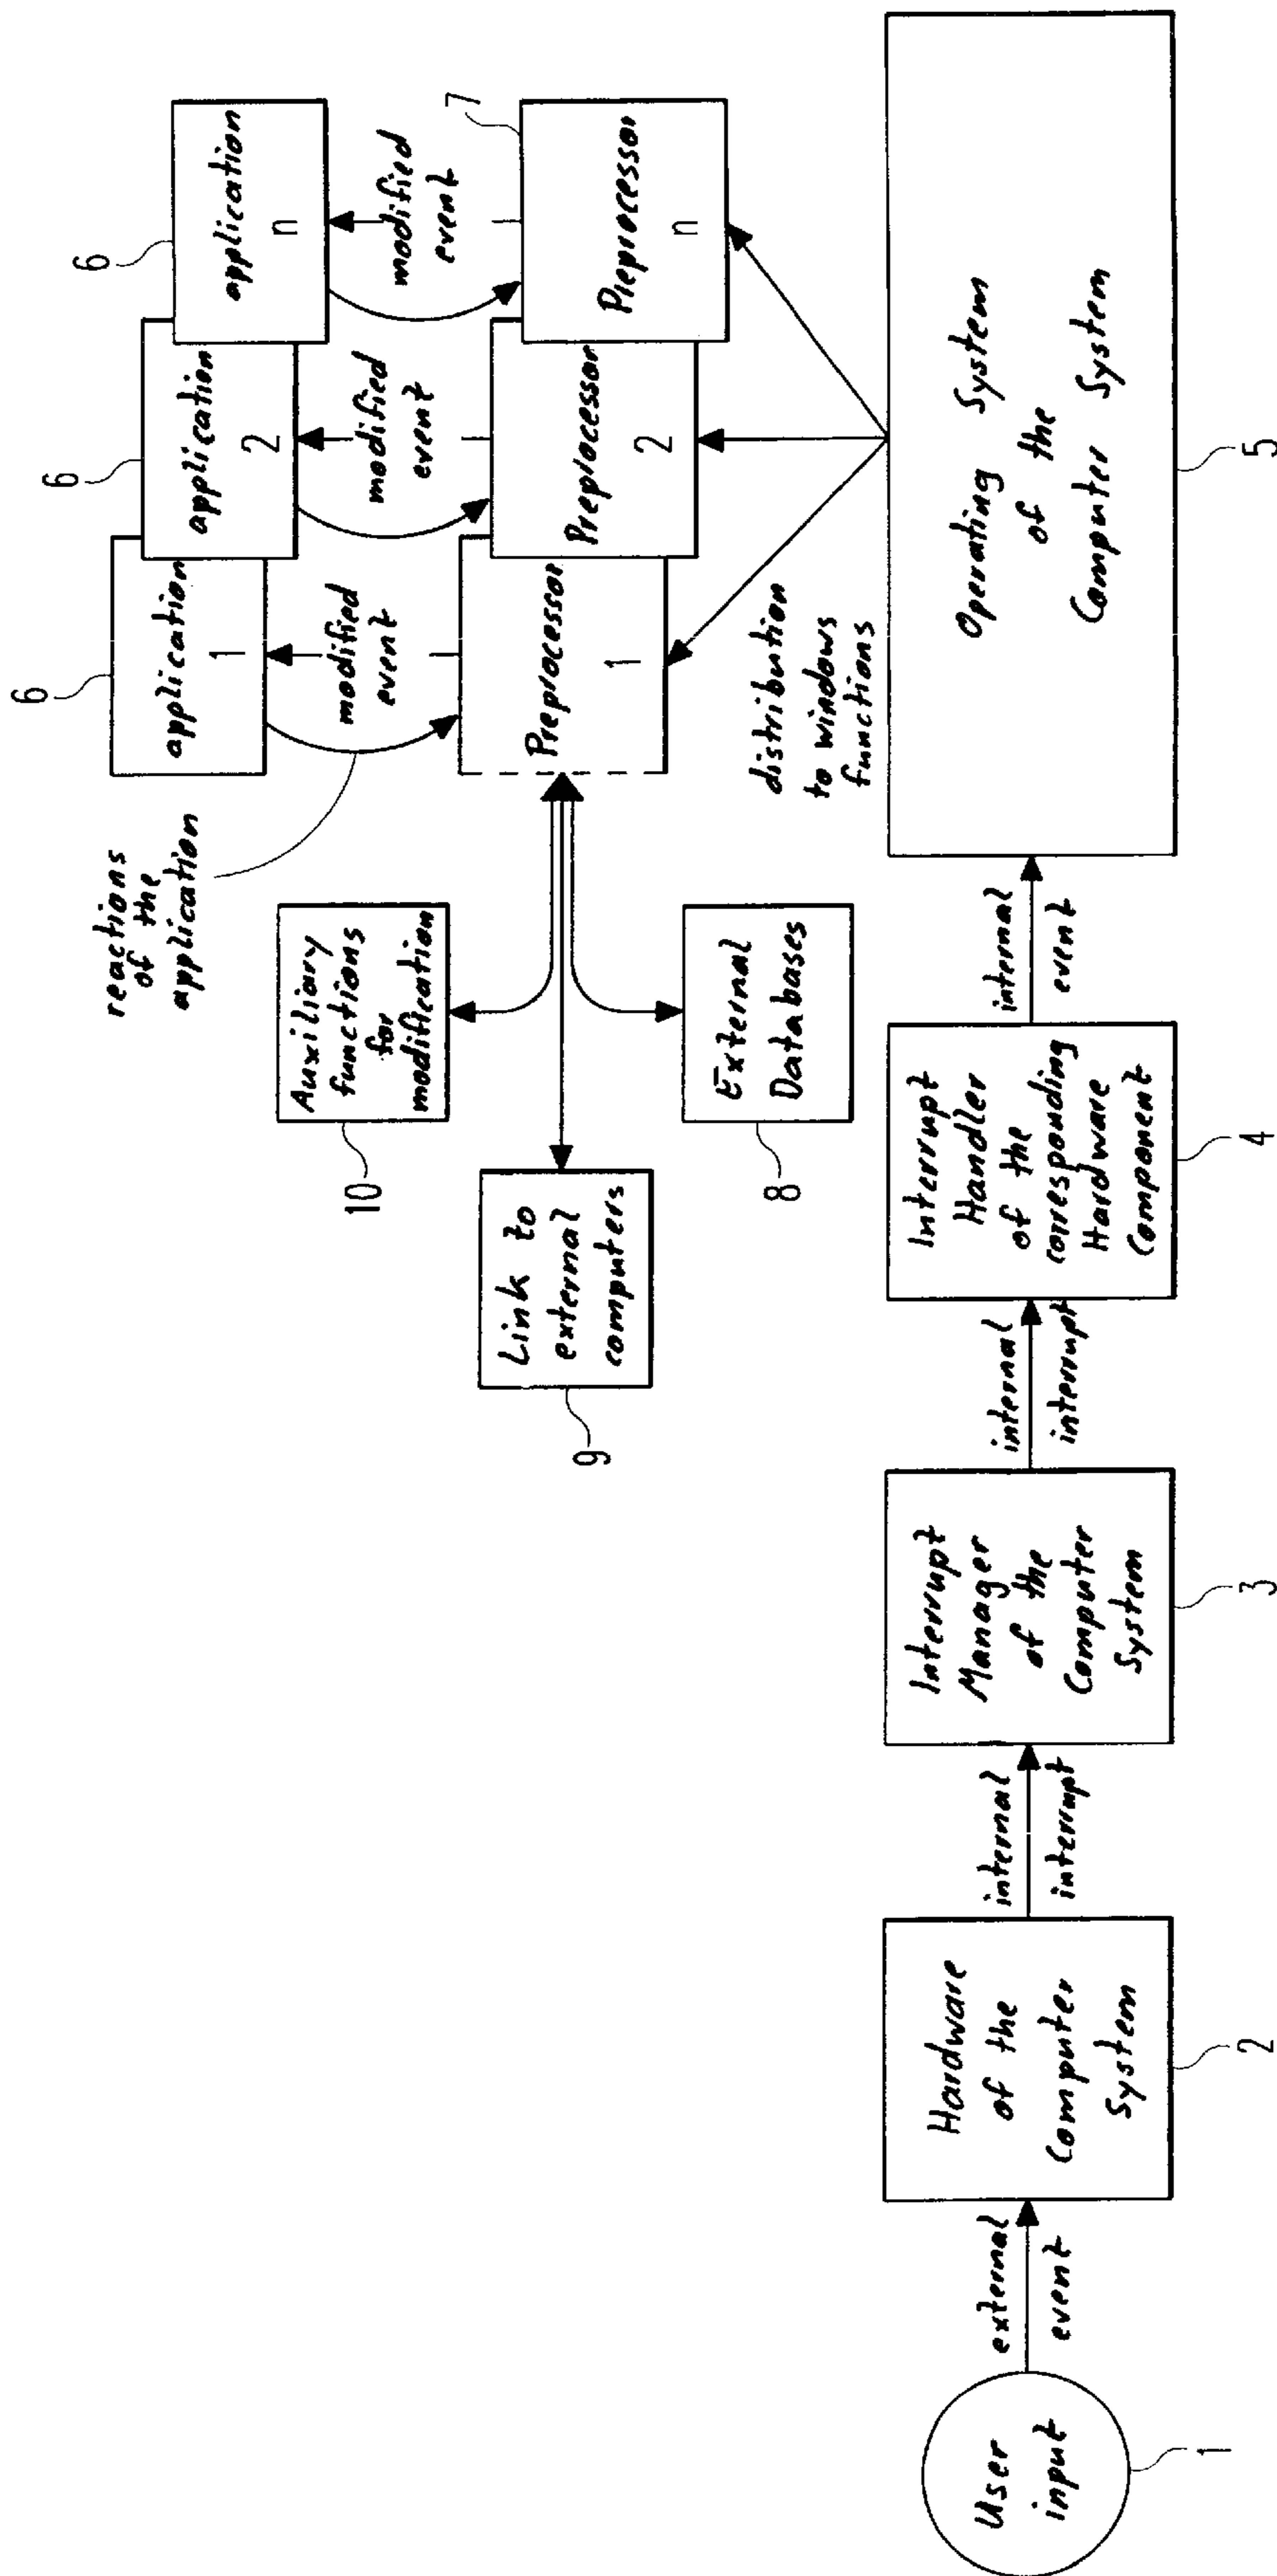 6
6
6
application
1
application
2
application
n
reactions
of the
application
modified
event
modified
event
modified
event
7
Preprocessor
1
Preprocessor
2
Preprocessor
n
Auxiliary
functions
for
modification
10
Link to
external
computers
9
External
Databases
8
distribution
to windows
functions
User
input
1
external
event
Hardware
of the
Computer
System
2
internal
interrupt
Interrupt
Manager
of the
Computer
System
3
internal
interrupt
Interrupt
Handler
of the
corresponding
Hardware
Component
4
internal
event
Operating System
of the
Computer System
5